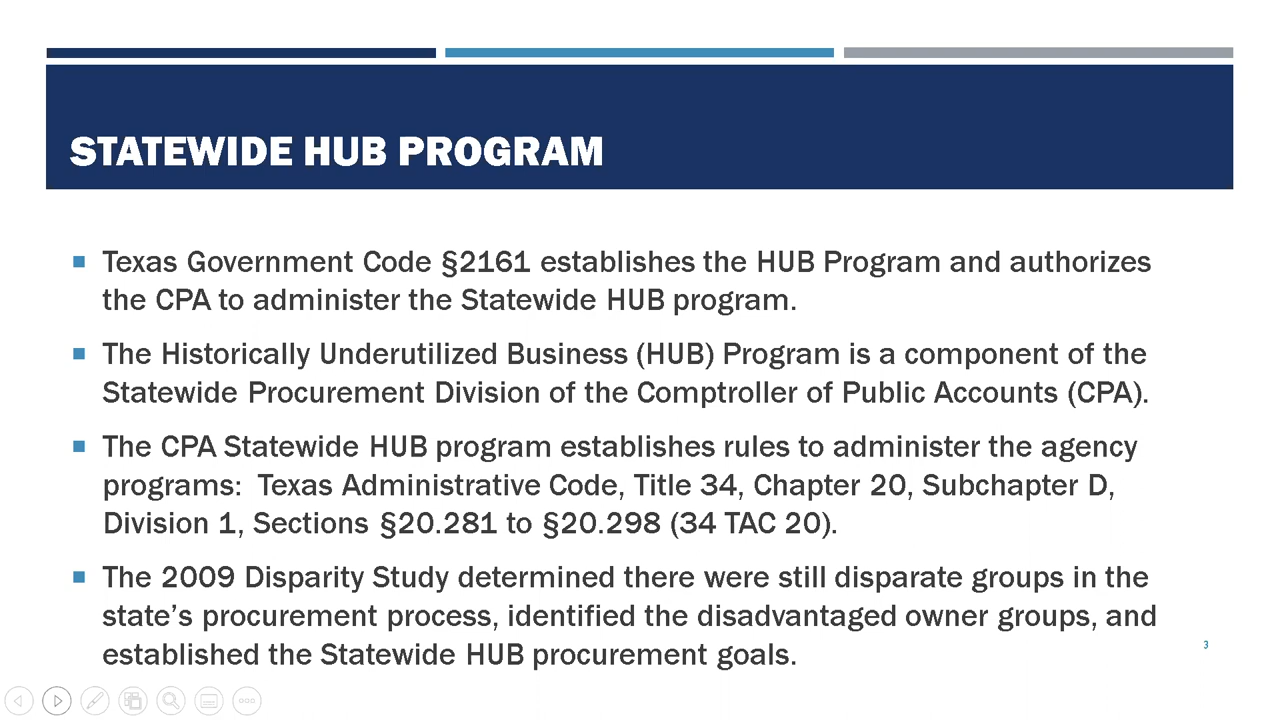 STATEWIDE HUB PROGRAM
Texas Government Code §2161 establishes the HUB Program and authorizes
the CPA to administer the Statewide HUB program.
The Historically Underutilized Business (HUB) Program is a component of the
Statewide Procurement Division of the Comptroller of Public Accounts (CPA).
The CPA Statewide HUB program establishes rules to administer the agency
programs:  Texas Administrative Code, Title 34, Chapter 20, Subchapter D,
Division 1, Sections §20.281 to §20.298 (34 TAC 20).
The 2009 Disparity Study determined there were still disparate groups in the
state’s procurement process, identified the disadvantaged owner groups, and
established the Statewide HUB procurement goals.
3